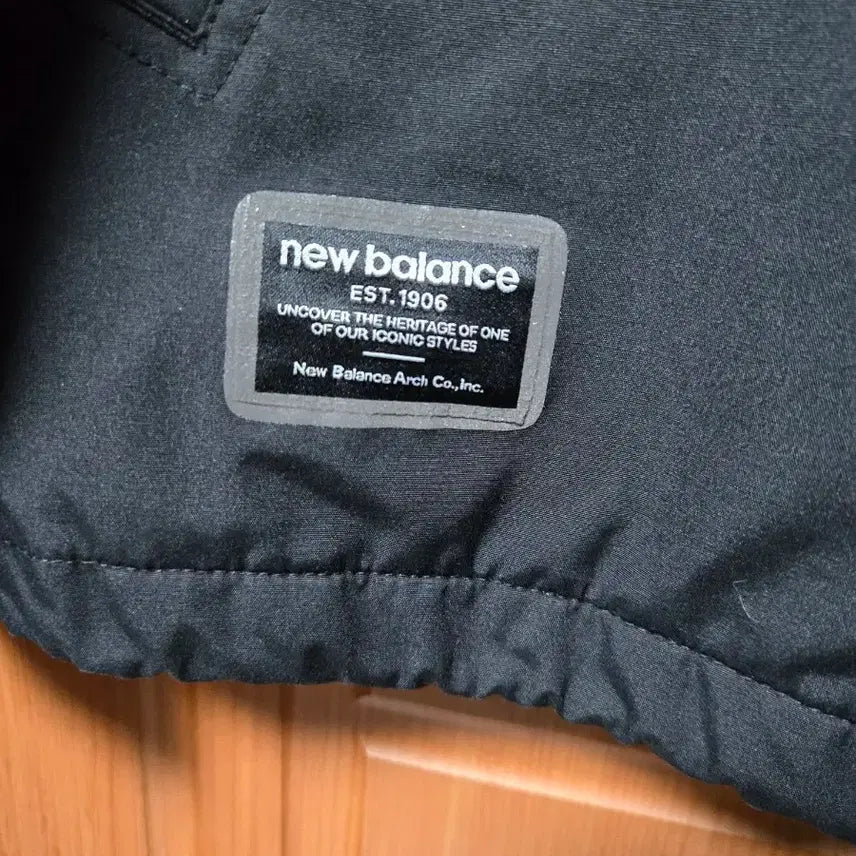 new balance
EST. 1906
UNCOVER THE HERITAGE OF ONE
OF OUR ICONIC STYLES
New Balance Arch Co., Inc.